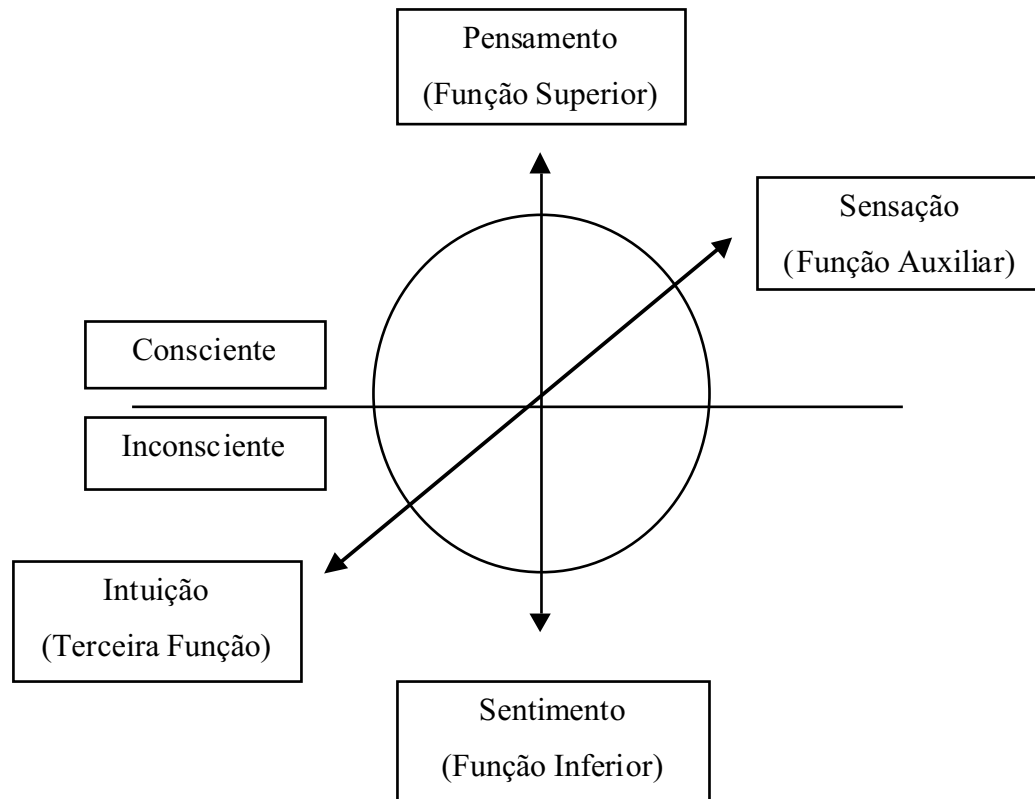 Pensamento
(Função Superior)
Sensação
(Função Auxiliar)
Consciente
Inconsciente
Intuição
(Terceira Função)
Sentimento
(Função Inferior)